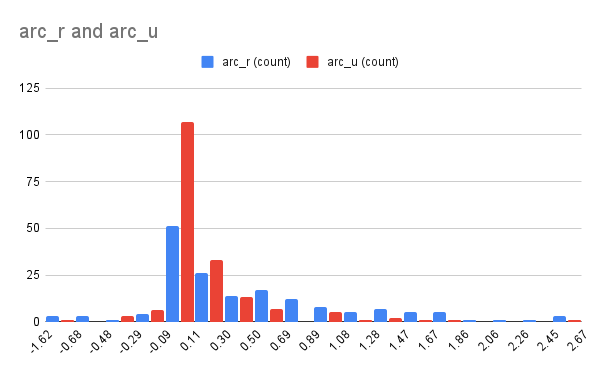 arc_r and arc_u
arc_r (count) arc_u (count)
125
100
75
50
25
0
-1.62 -0.68 -0.48 -0.29 -0.09 0.11 0.30 0.50 0.69 0.89 1.08 1.28 1.47 1.67 1.86 2.06 2.26 2.45 2.67